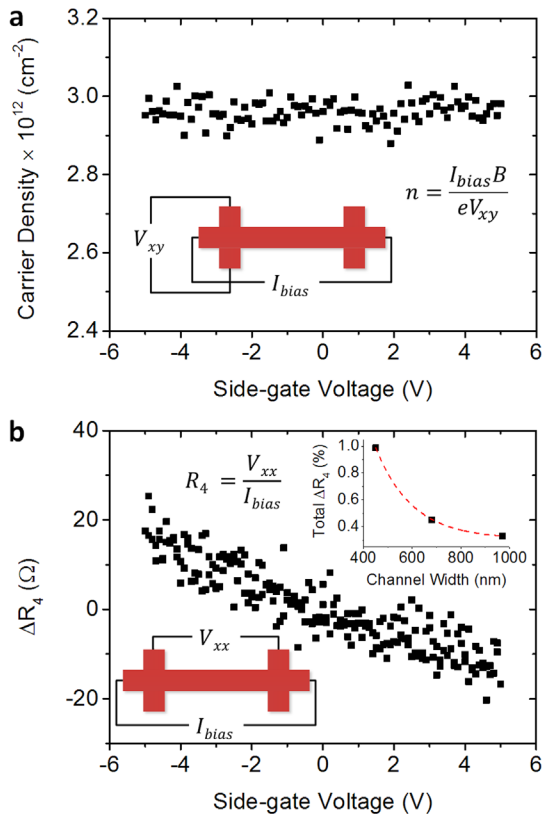 a
Carrier Density × 10¹² (cm⁻²)
3.2
3.0
2.8
2.6
2.4
n = I_bias B / eV_xy
V_xy
I_bias
-6 -4 -2 0 2 4 6
Side-gate Voltage (V)
b
ΔR₄ (Ω)
40
20
0
-20
R₄ = V_xx / I_bias
Total ΔR₄ (%)
1.0
0.8
0.6
0.4
400 600 800 1000
Channel Width (nm)
V_xx
I_bias
-6 -4 -2 0 2 4 6
Side-gate Voltage (V)